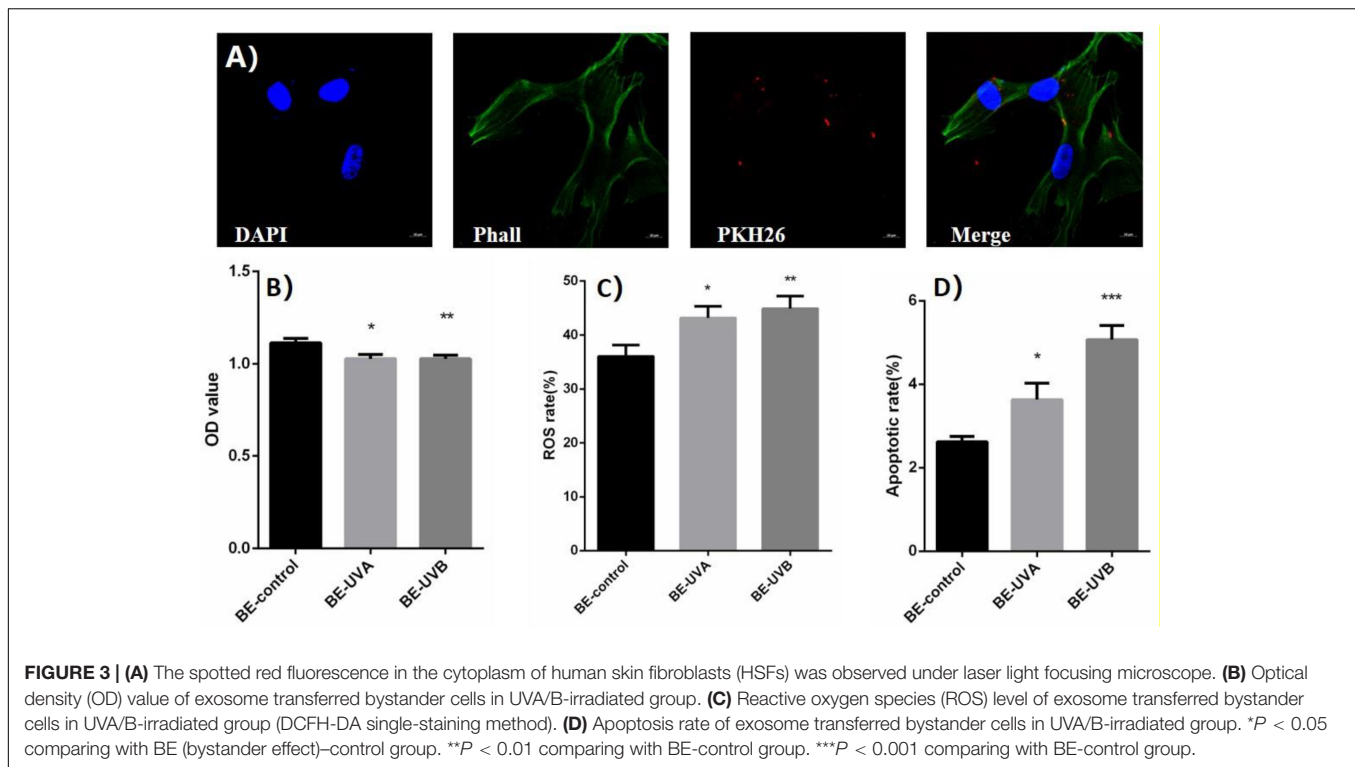 A)
DAPI
Phall
PKH26
Merge
B)
1.5
1.0
0.5
0.0
OD value
*
**
BE-control
BE-UVA
BE-UVB
C)
50
40
30
20
10
0
ROS rate(%)
*
**
BE-control
BE-UVA
BE-UVB
D)
6
4
2
0
Apoptotic rate(%)
*
***
BE-control
BE-UVA
BE-UVB
FIGURE 3 | (A) The spotted red fluorescence in the cytoplasm of human skin fibroblasts (HSFs) was observed under laser light focusing microscope. (B) Optical
density (OD) value of exosome transferred bystander cells in UVA/B-irradiated group. (C) Reactive oxygen species (ROS) level of exosome transferred bystander
cells in UVA/B-irradiated group (DCFH-DA single-staining method). (D) Apoptosis rate of exosome transferred bystander cells in UVA/B-irradiated group. *P < 0.05
comparing with BE (bystander effect)–control group. **P < 0.01 comparing with BE-control group. ***P < 0.001 comparing with BE-control group.